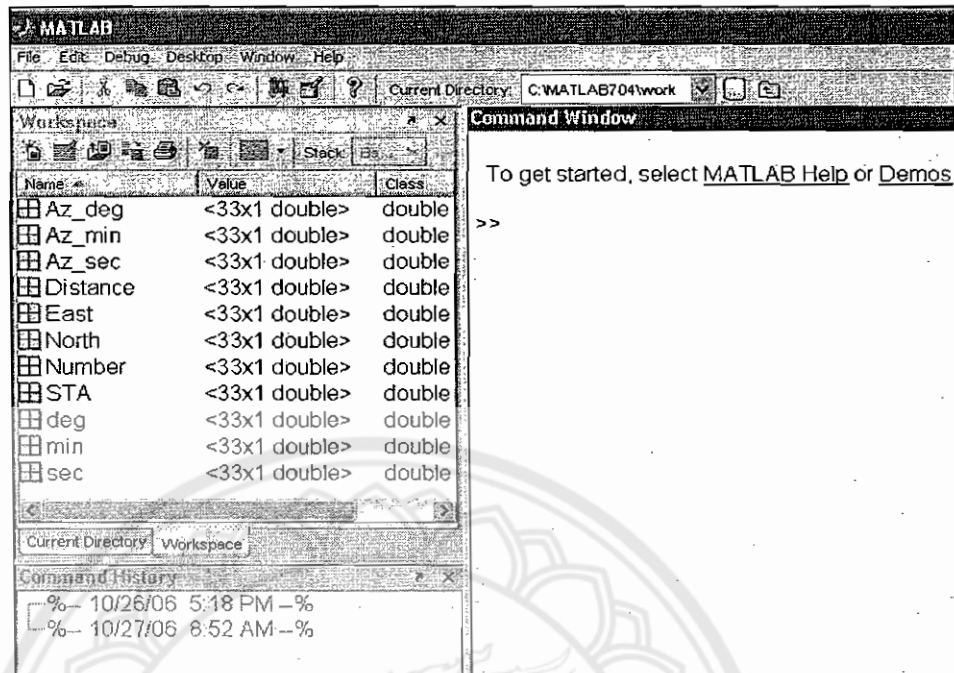 MATLAB
File Edit Debug Desktop Window Help
Current Directory: C:\MATLAB704\work
Workspace
Stack:
Name Value Class
Az_deg <33x1 double> double
Az_min <33x1 double> double
Az_sec <33x1 double> double
Distance <33x1 double> double
East <33x1 double> double
North <33x1 double> double
Number <33x1 double> double
STA <33x1 double> double
deg <33x1 double> double
min <33x1 double> double
sec <33x1 double> double
Current Directory Workspace
Command History
%-- 10/26/06 5:18 PM --%
%-- 10/27/06 8:52 AM --%
Command Window
To get started, select MATLAB Help or Demos
>>